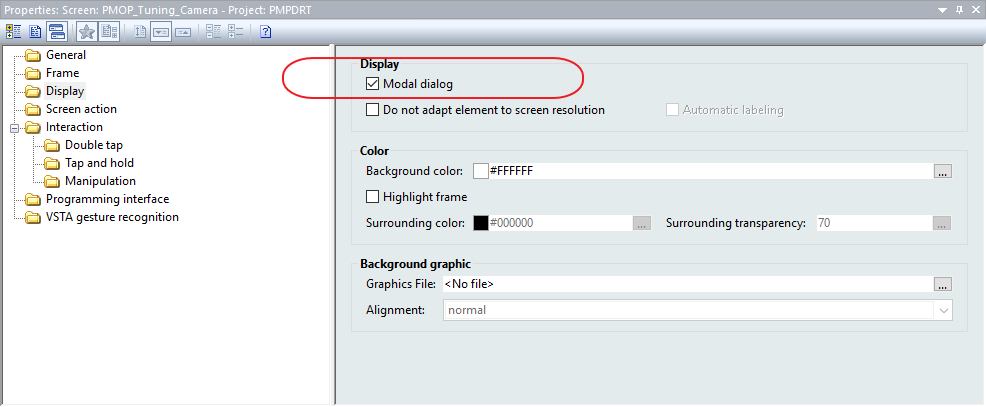 Properties: Screen: PMOP_Tuning_Camera - Project: PMPDRT
General
Frame
Display
Screen action
Interaction
Double tap
Tap and hold
Manipulation
Programming interface
VSTA gesture recognition
Display
Modal dialog
Do not adapt element to screen resolution Automatic labeling
Color
Background color: #FFFFFF ...
Highlight frame
Surrounding color: #000000 ... Surrounding transparency: 70 ...
Background graphic
Graphics File: <No file> ...
Alignment: normal